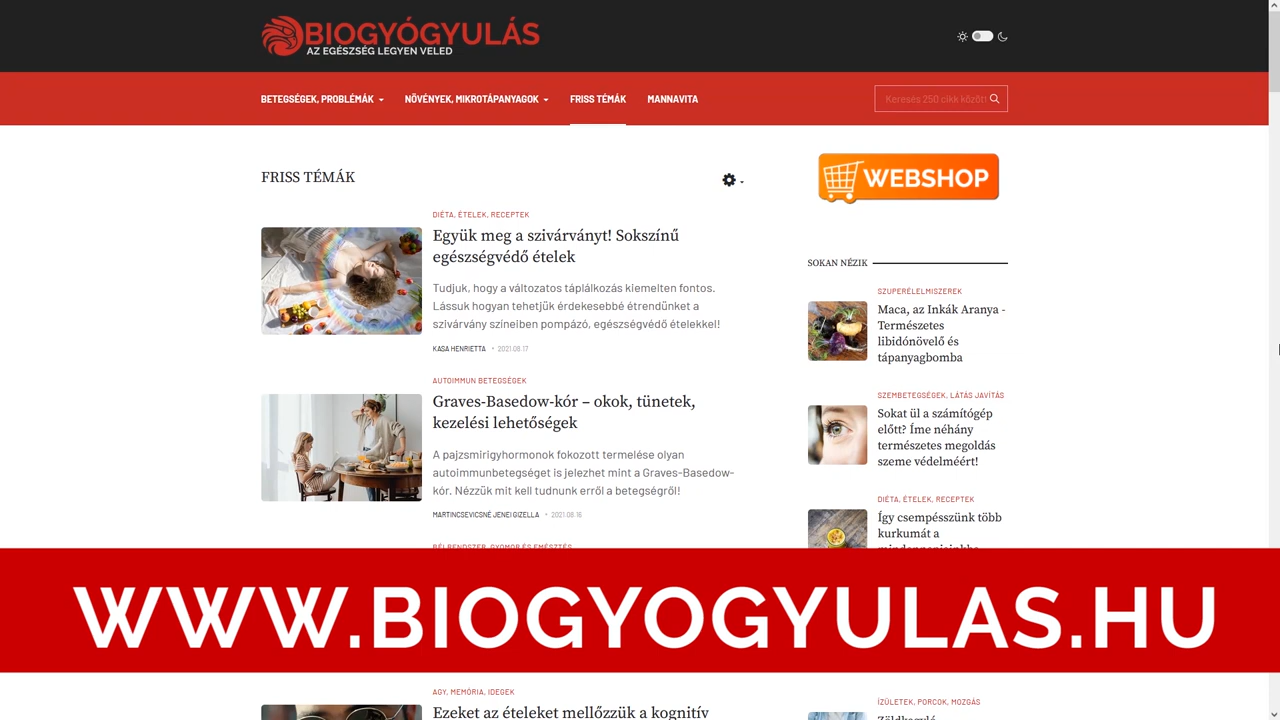 BIOGYÓGYULÁS
AZ EGÉSZSÉG LEGYEN VELED
BETEGSÉGEK, PROBLÉMÁK
NÖVÉNYEK, MIKROTÁPANYAGOK
FRISS TÉMÁK
MANNAVITA
Keresés 250 cikk között
FRISS TÉMÁK
DIÉTA, ÉTELEK, RECEPTEK
Együk meg a szivárványt! Sokszínű
egészségvédő ételek
Tudjuk, hogy a változatos táplálkozás kiemelten fontos.
Lássuk hogyan tehetjük érdekesebbé étrendünket a
szivárvány színeiben pompázó, egészségvédő ételekkel!
KASA HENRIETTA • 2021.08.17
AUTOIMMUN BETEGSÉGEK
Graves-Basedow-kór – okok, tünetek,
kezelési lehetőségek
A pajzsmirigyhormonok fokozott termelése olyan
autoimmunbetegséget is jelezhet mint a Graves-Basedow-
kór. Nézzük mit kell tudnunk erről a betegségről!
MARTINCSEVICSNÉ JENEI GIZELLA • 2021.08.16
BÉLRENDSZER, GYOMOR ÉS EMÉSZTÉS
WEBSHOP
SOKAN NÉZIK
SZUPERÉLELMISZEREK
Maca, az Inkák Aranya -
Természetes
libidónövelő és
tápanyagbomba
SZEMBETEGSÉGEK, LÁTÁS JAVÍTÁS
Sokat ül a számítógép
előtt? Íme néhány
természetes megoldás
szeme védelméért!
DIÉTA, ÉTELEK, RECEPTEK
Így csempésszünk több
kurkumát a
mindennapjainkba
WWW.BIOGYOGYULAS.HU
AGY, MEMÓRIA, IDEGEK
Ezeket az ételeket mellőzzük a kognitív
ÍZÜLETEK, PORCOK, MOZGÁS
Zöldkagyló